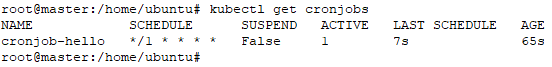 root@master:/home/ubuntu# kubectl get cronjobs
NAME SCHEDULE SUSPEND ACTIVE LAST SCHEDULE AGE
cronjob-hello */1 * * * * False 1 7s 65s
root@master:/home/ubuntu#